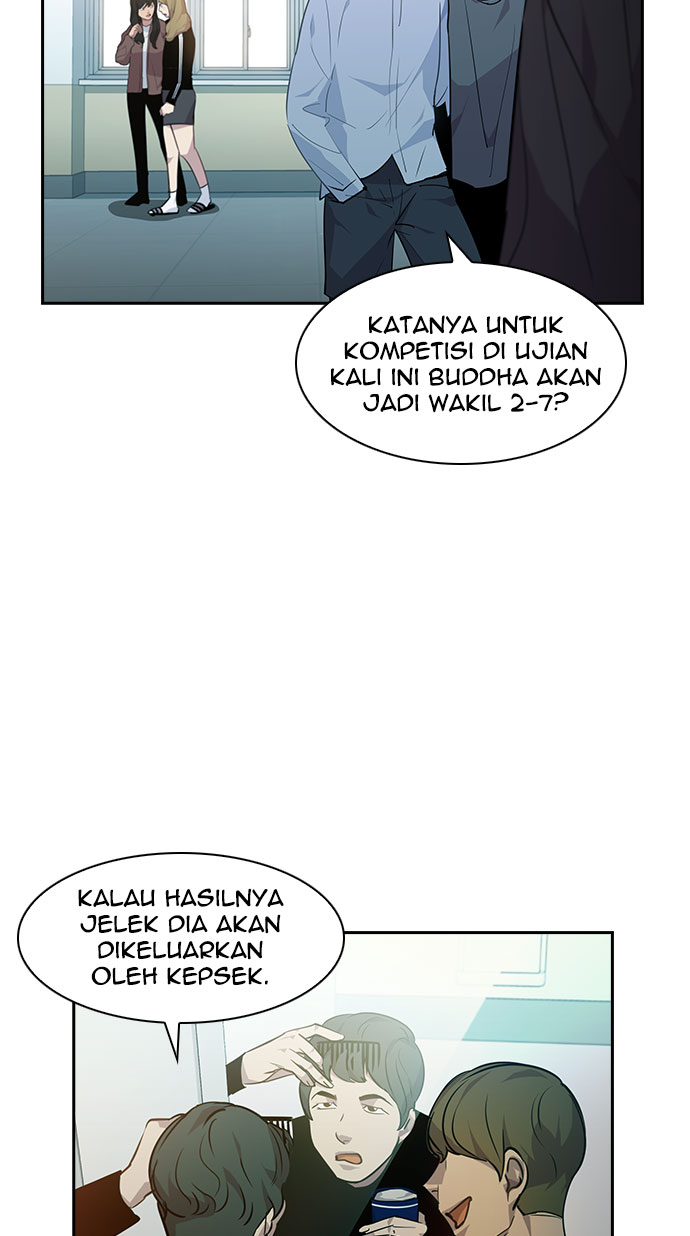 KATANYA UNTUK
KOMPETISI DI UJIAN
KALI INI BUDDHA AKAN
JADI WAKIL 2-7?
KALAU HASILNYA
JELEK DIA AKAN
DIKELUARKAN
OLEH KEPSEK.